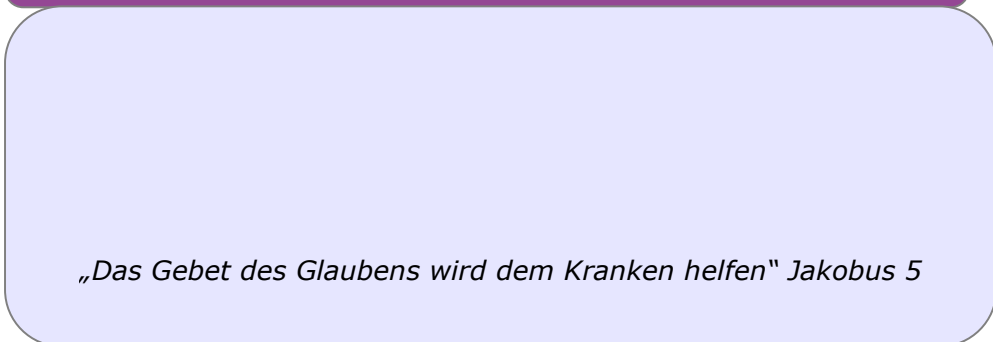 „Das Gebet des Glaubens wird dem Kranken helfen“ Jakobus 5